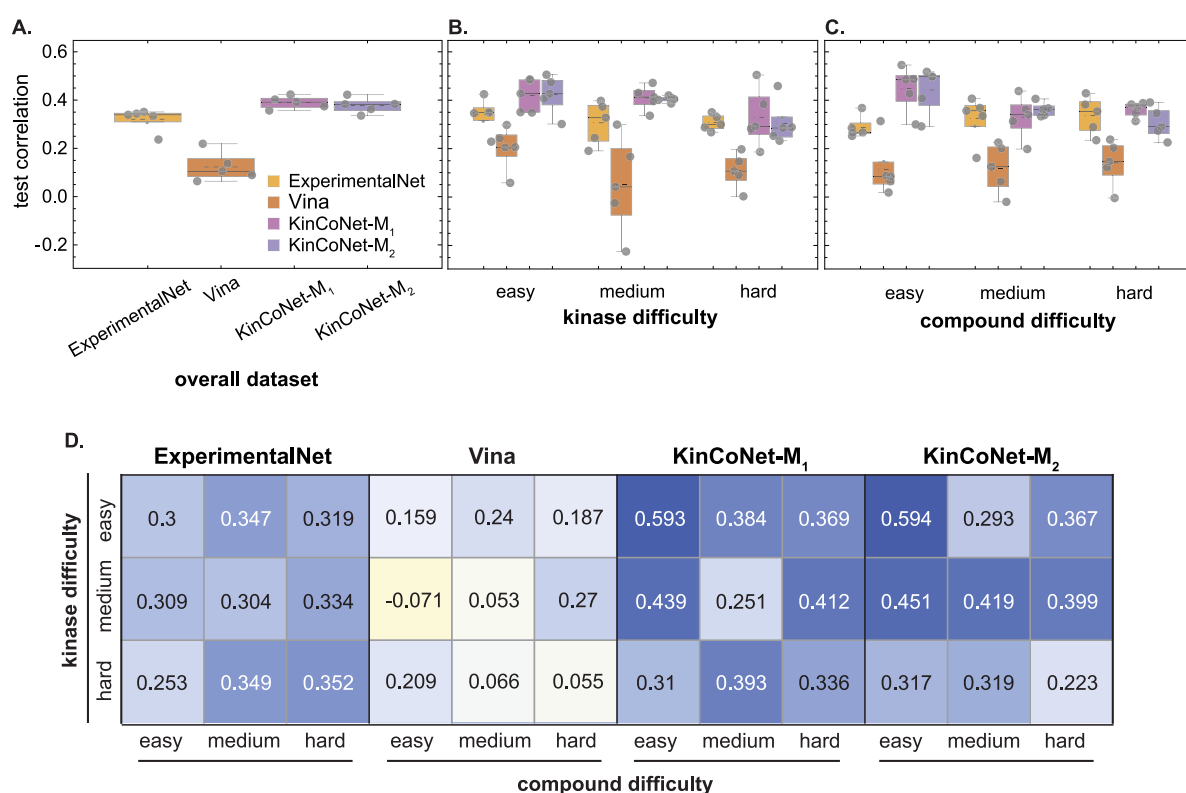 A.
B.
C.
test correlation
0.6
0.4
0.2
0.0
-0.2
ExperimentalNet
Vina
KinCoNet-M₁
KinCoNet-M₂
ExperimentalNet
Vina
KinCoNet-M₁
KinCoNet-M₂
overall dataset
easy medium hard
kinase difficulty
easy medium hard
compound difficulty
D.
ExperimentalNet Vina KinCoNet-M₁ KinCoNet-M₂
kinase difficulty
easy
0.3 0.347 0.319 0.159 0.24 0.187 0.593 0.384 0.369 0.594 0.293 0.367
medium
0.309 0.304 0.334 -0.071 0.053 0.27 0.439 0.251 0.412 0.451 0.419 0.399
hard
0.253 0.349 0.352 0.209 0.066 0.055 0.31 0.393 0.336 0.317 0.319 0.223
easy medium hard easy medium hard easy medium hard easy medium hard
compound difficulty